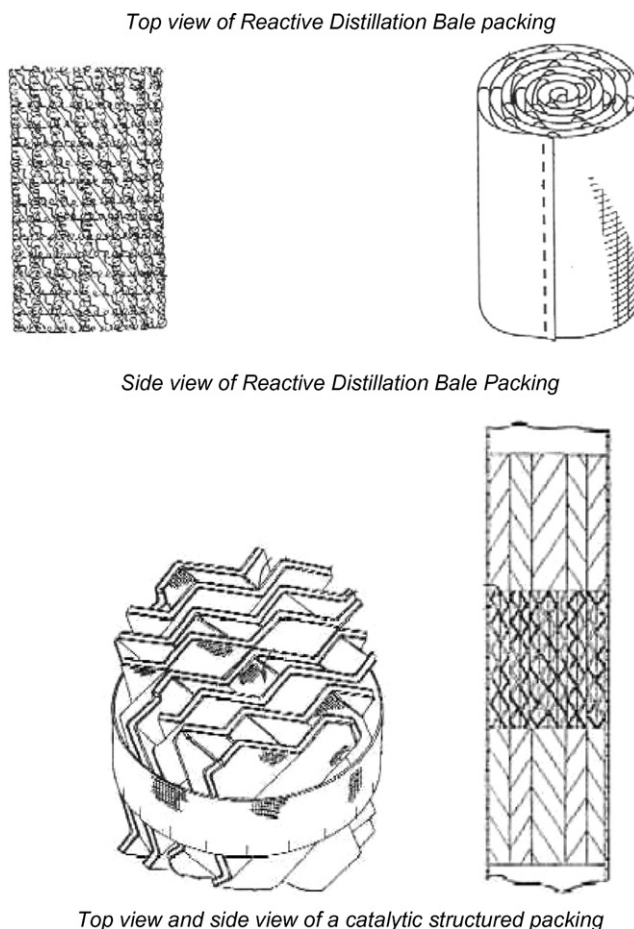 Top view of Reactive Distillation Bale packing
Side view of Reactive Distillation Bale Packing
Top view and side view of a catalytic structured packing